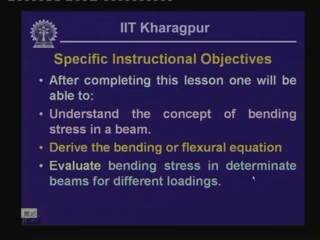 IIT Kharagpur
Specific Instructional Objectives
• After completing this lesson one will be
able to:
• Understand the concept of bending
stress in a beam.
• Derive the bending or flexural equation
• Evaluate bending stress in determinate
beams for different loadings.